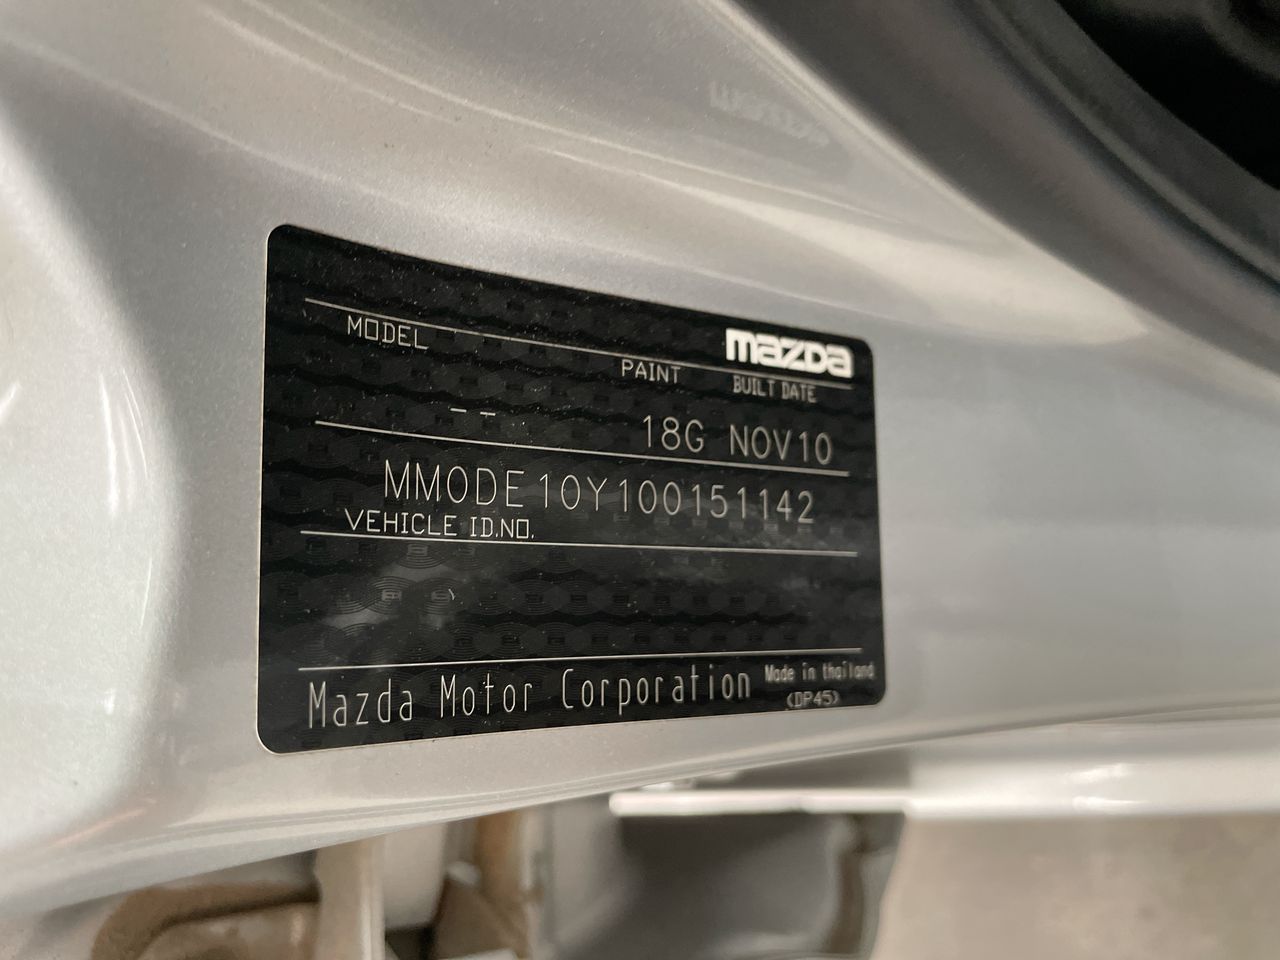 mazda
MODEL PAINT BUILT DATE
-- 18G NOV10
MMODE10Y100151142
VEHICLE ID.NO.
Mazda Motor Corporation Made in thailand
(DP45)